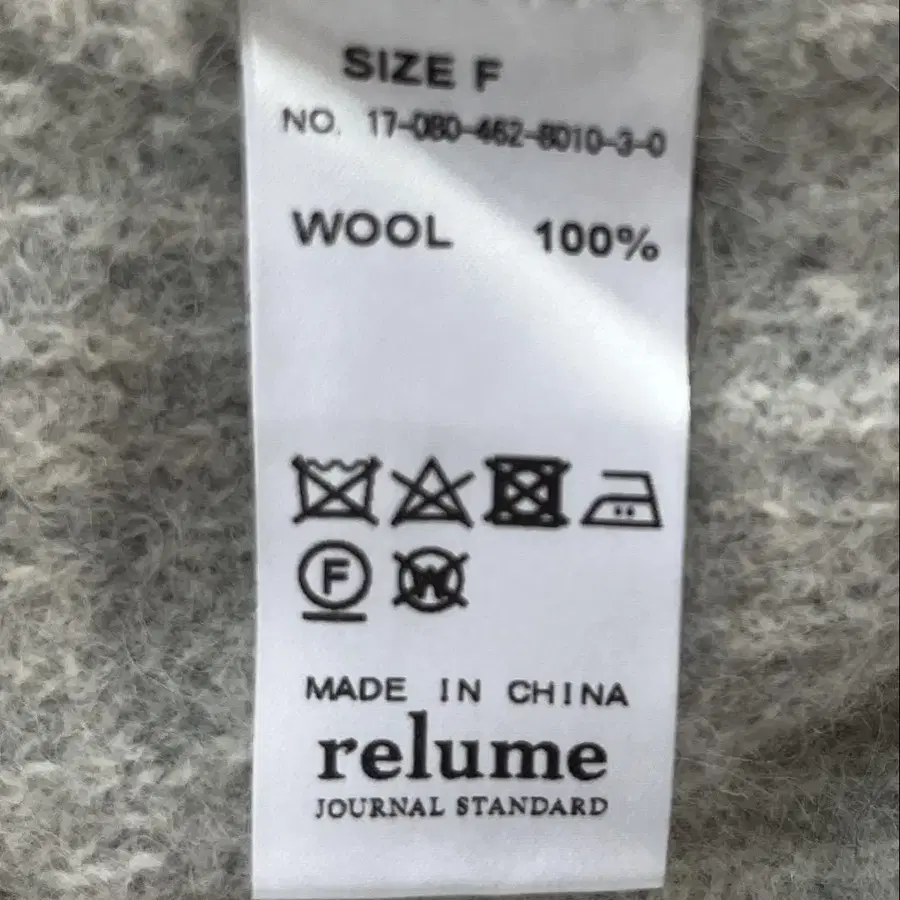 SIZE F
NO. 17-080-462-8010-3-0
WOOL 100%
F W
MADE IN CHINA
relume
JOURNAL STANDARD